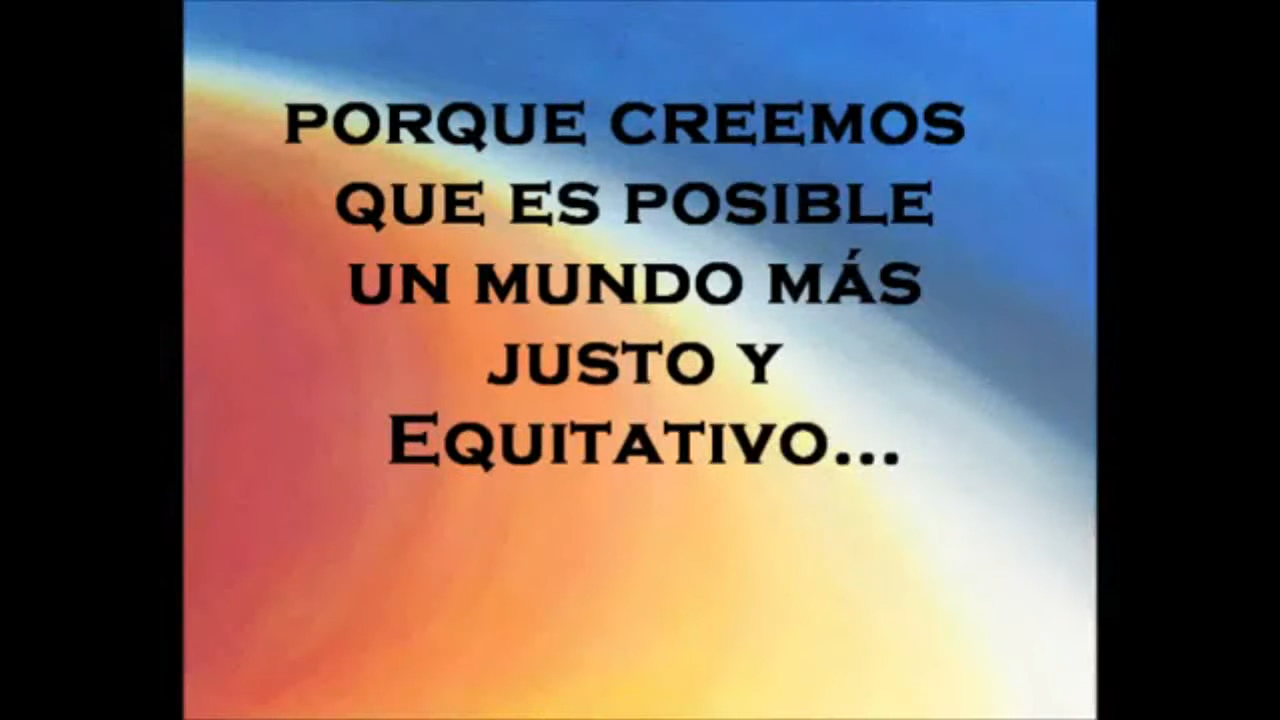 PORQUE CREEMOS
QUE ES POSIBLE
UN MUNDO MÁS
JUSTO Y
EQUITATIVO...